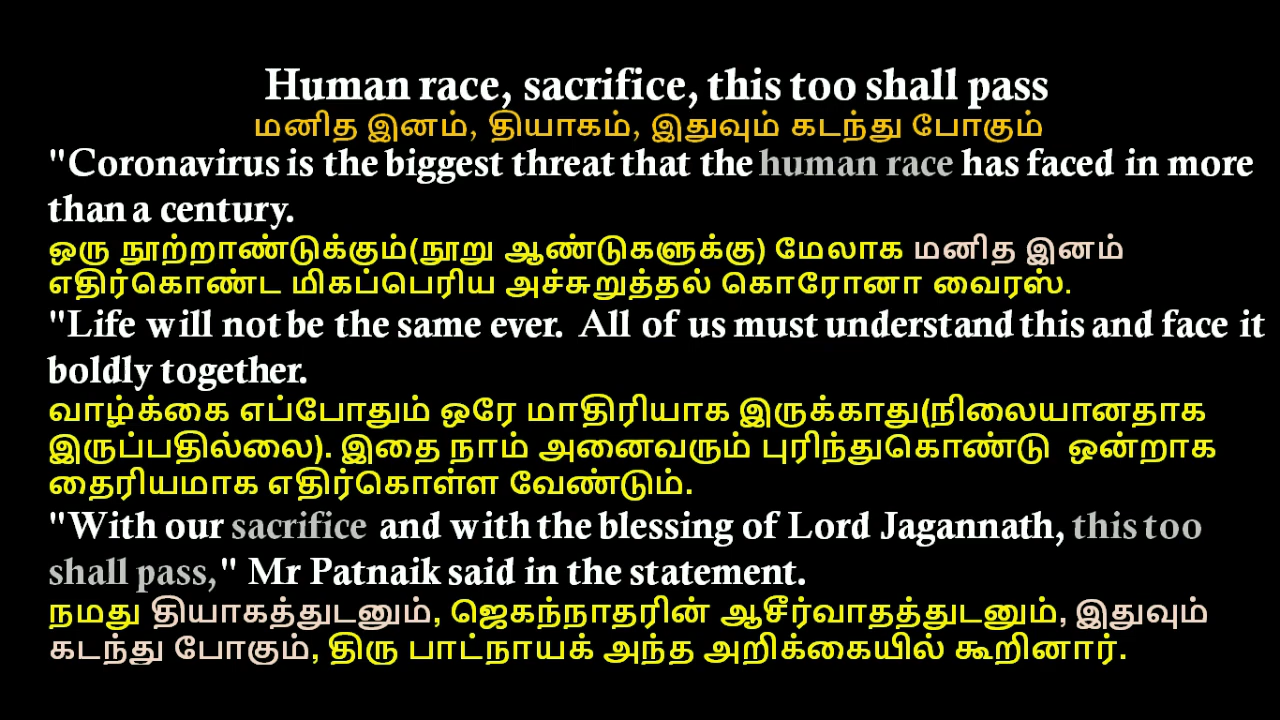 Human race, sacrifice, this too shall pass
மனித இனம், தியாகம், இதுவும் கடந்து போகும்
"Coronavirus is the biggest threat that the human race has faced in more
than a century.
ஒரு நூற்றாண்டுக்கும்(நூறு ஆண்டுகளுக்கு) மேலாக மனித இனம்
எதிர்கொண்ட மிகப்பெரிய அச்சுறுத்தல் கொரோனா வைரஸ்.
"Life will not be the same ever. All of us must understand this and face it
boldly together.
வாழ்க்கை எப்போதும் ஒரே மாதிரியாக இருக்காது(நிலையானதாக
இருப்பதில்லை). இதை நாம் அனைவரும் புரிந்துகொண்டு ஒன்றாக
தைரியமாக எதிர்கொள்ள வேண்டும்.
"With our sacrifice and with the blessing of Lord Jagannath, this too
shall pass," Mr Patnaik said in the statement.
நமது தியாகத்துடனும், ஜெகந்நாதரின் ஆசீர்வாதத்துடனும், இதுவும்
கடந்து போகும், திரு பாட்நாயக் அந்த அறிக்கையில் கூறினார்.